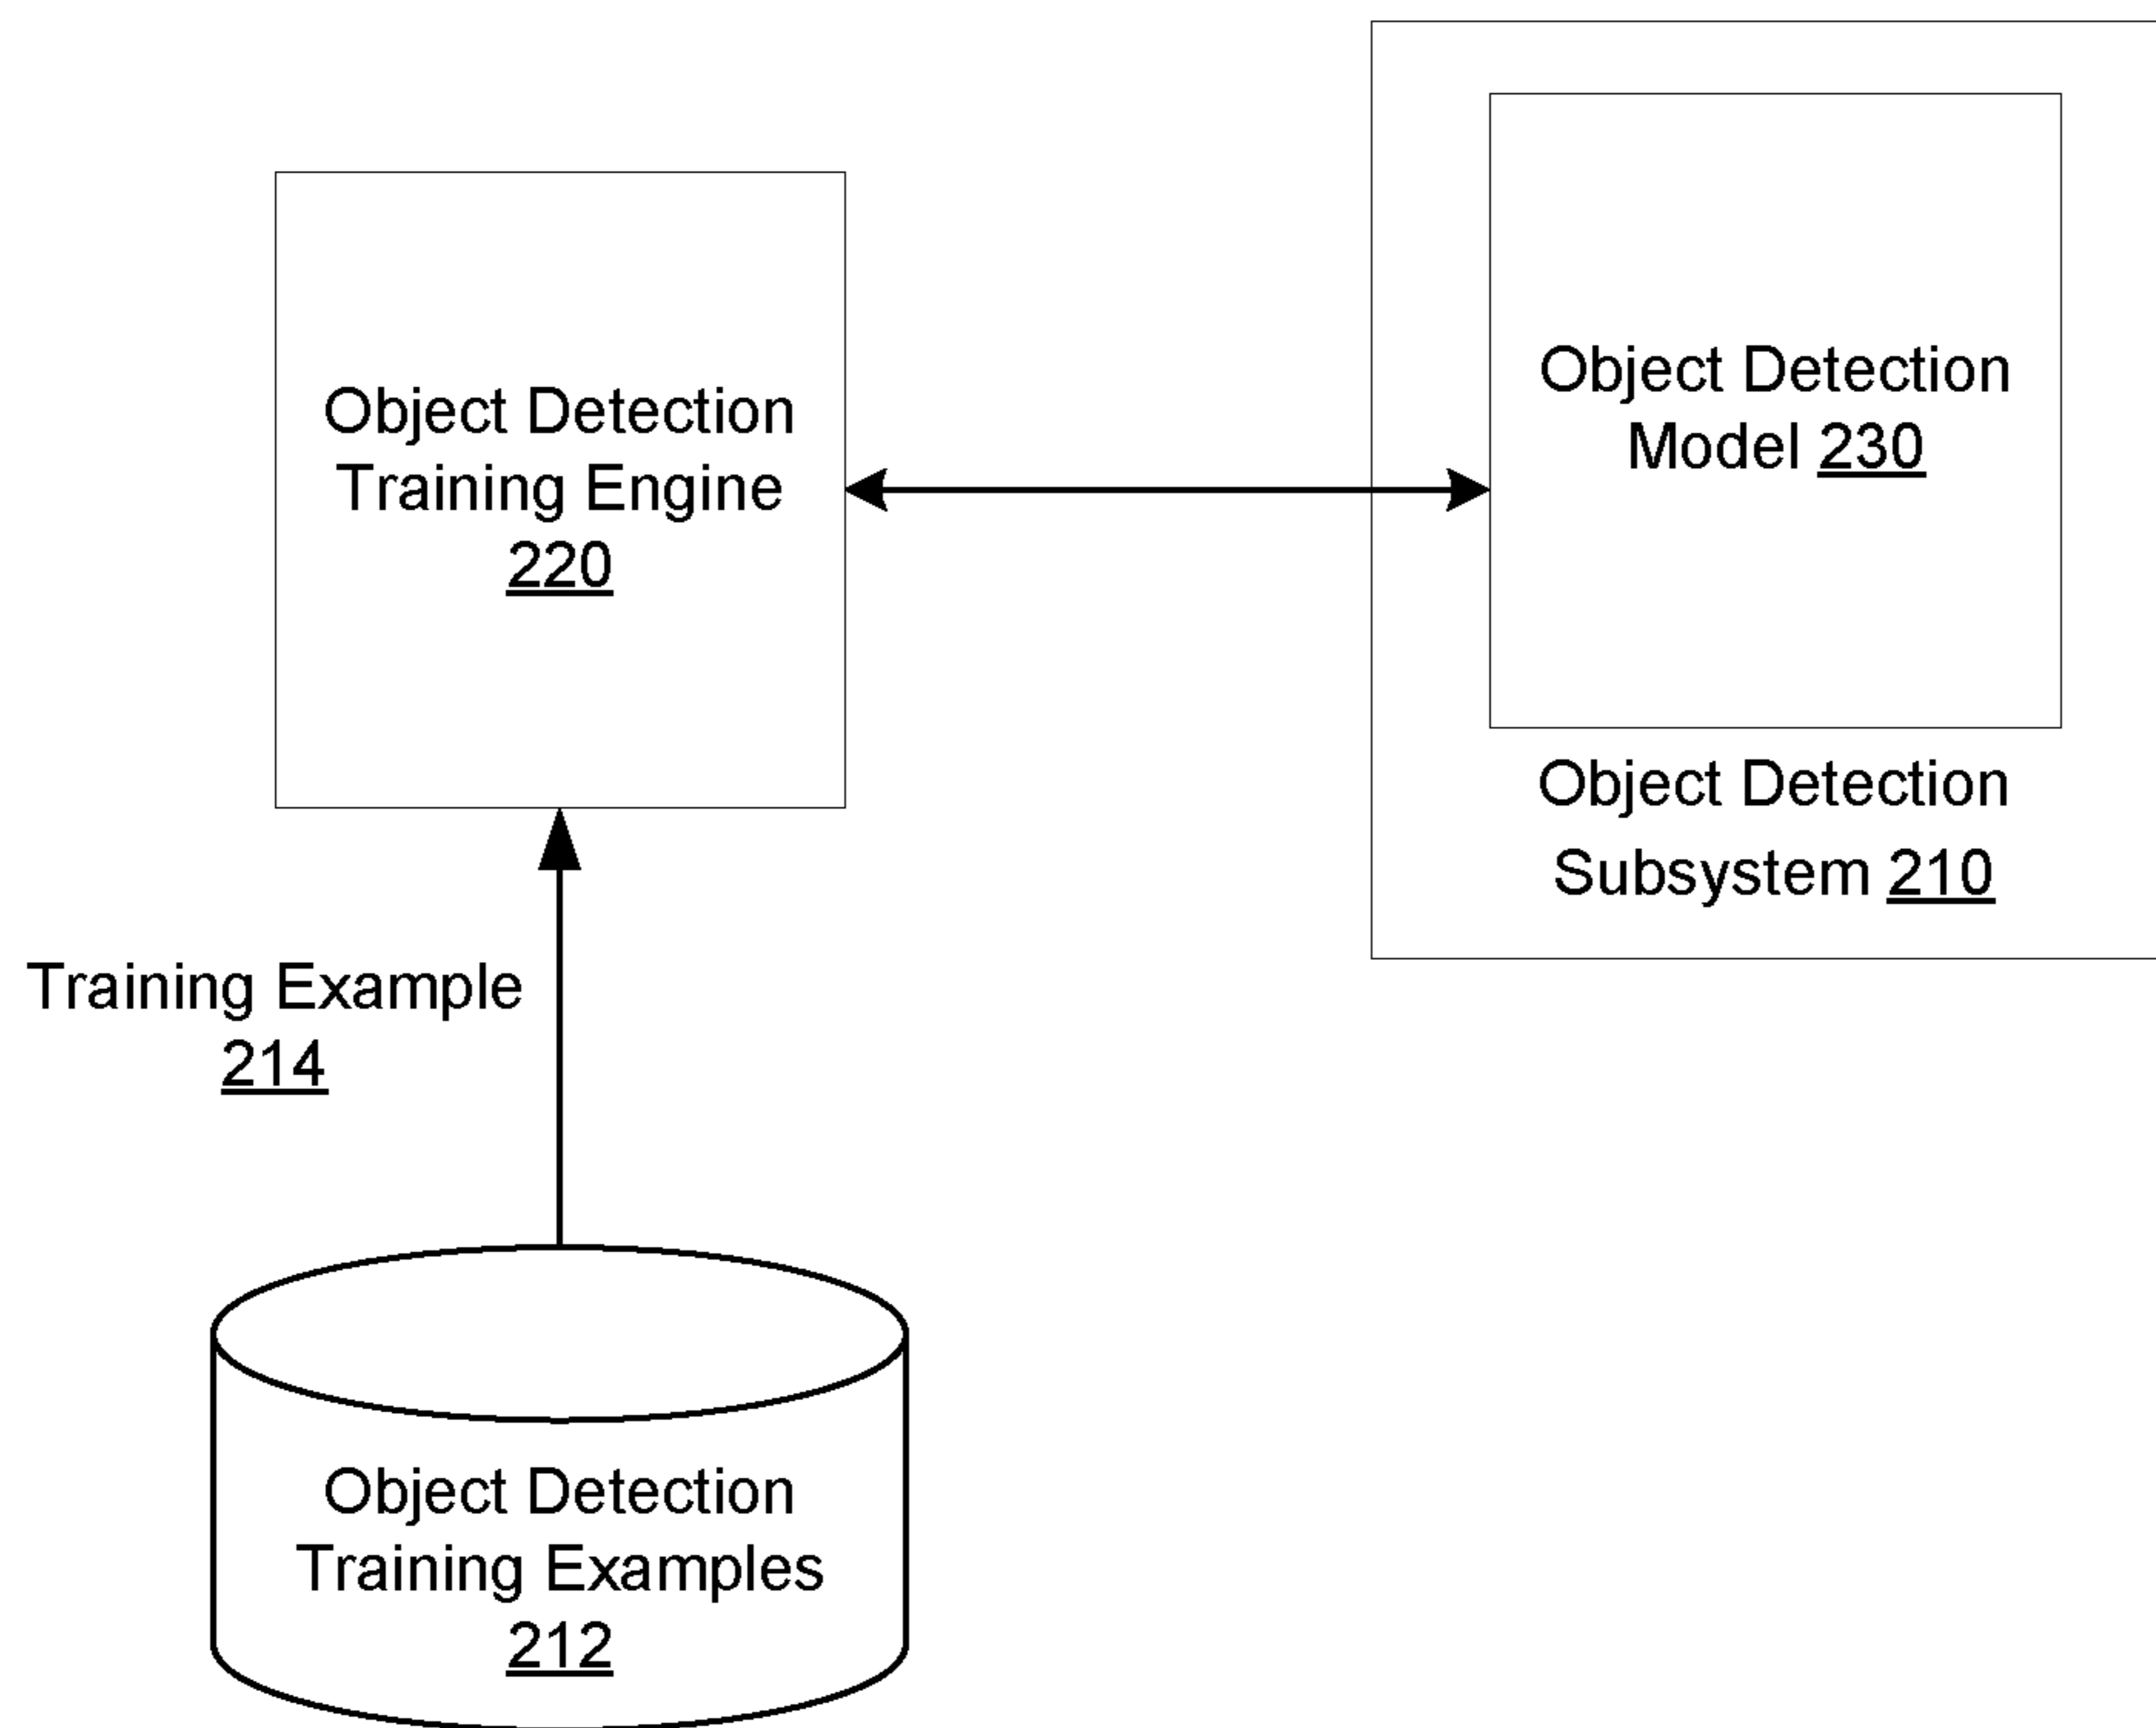 Object Detection
Training Engine
220
Object Detection
Model 230
Object Detection
Subsystem 210
Training Example
214
Object Detection
Training Examples
212